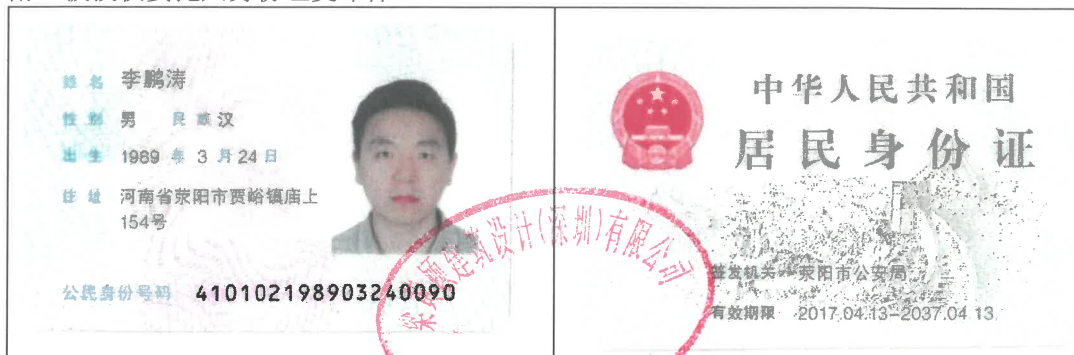 姓名 李鹏涛
性别 男 民族 汉
出生 1989 年 3 月 24 日
住址 河南省荥阳市贾峪镇庙上
154号
公民身份号码 410102198903240090
中华人民共和国
居民身份证
签发机关 荥阳市公安局
有效期限 2017.04.13-2037.04.13
建筑设计(深圳)有限公司